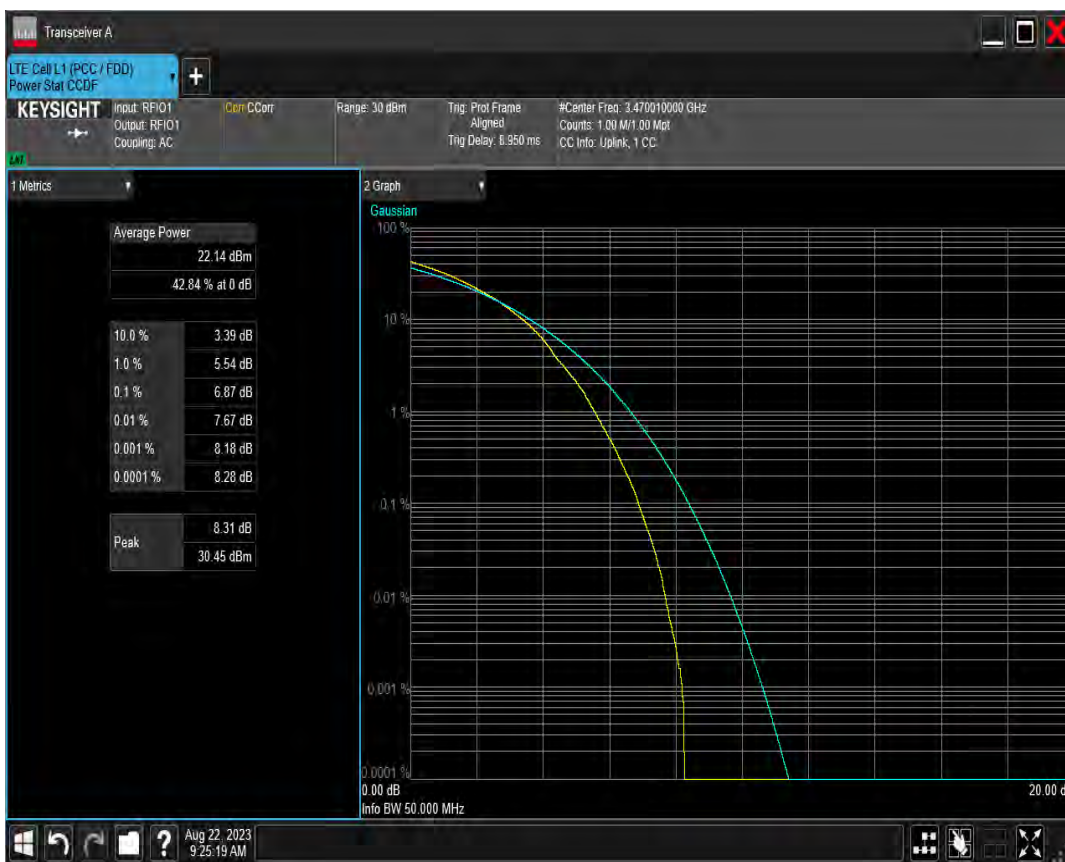 Transceiver A
LTE Cell L1 (PCC / FDD)
Power Stat CCDF
+
KEYSIGHT
Input: RFIO1
Output: RFIO1
Coupling: AC
Corr CCorr
Range: 30 dBm
Trig: Prot Frame
Aligned
Trig Delay: 6.950 ms
#Center Freq: 3.470010000 GHz
Counts: 1.00 M/1.00 Mpt
CC Info: Uplink, 1 CC
1 Metrics
Average Power
22.14 dBm
42.84 % at 0 dB
10.0 % 3.39 dB
1.0 % 5.54 dB
0.1 % 6.87 dB
0.01 % 7.67 dB
0.001 % 8.18 dB
0.0001 % 8.28 dB
Peak
8.31 dB
30.45 dBm
2 Graph
Gaussian
100 %
10 %
1 %
0.1 %
0.01 %
0.001 %
0.0001 %
0.00 dB
20.00 d
Info BW 50.000 MHz
?
Aug 22, 2023
9:25:19 AM